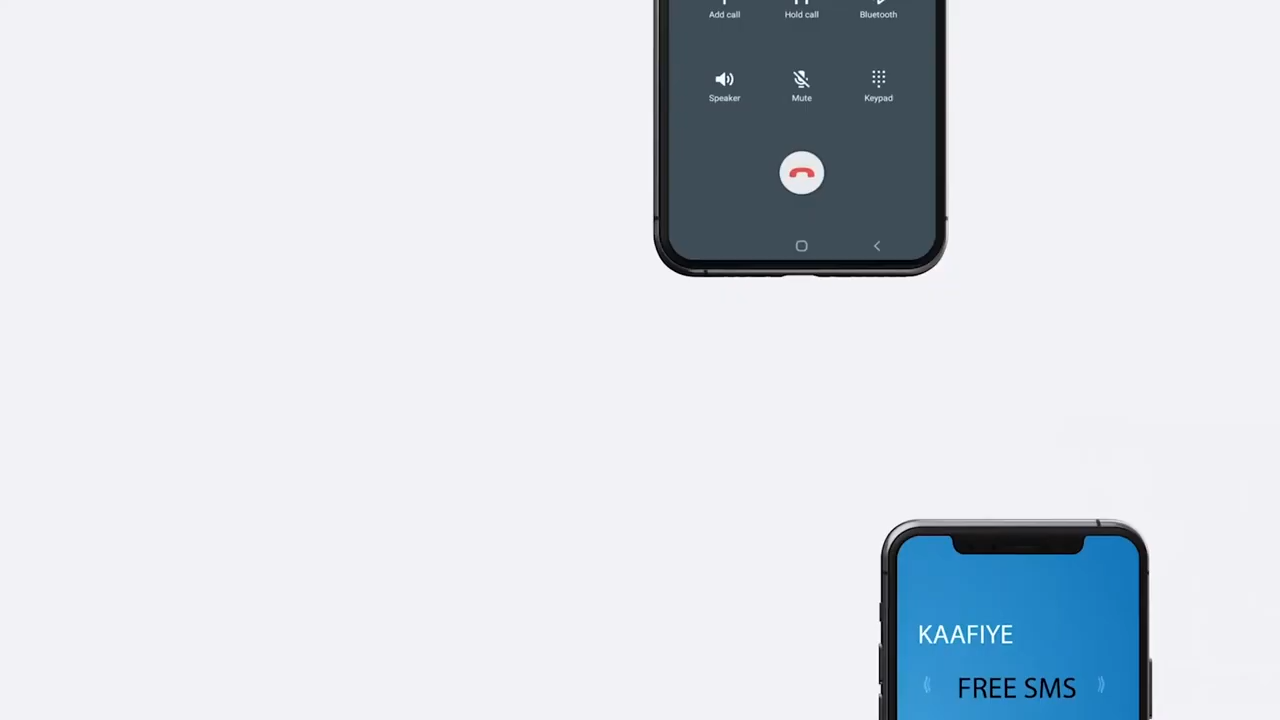 Add call Hold call Bluetooth
Speaker Mute Keypad
KAAFIYE
FREE SMS